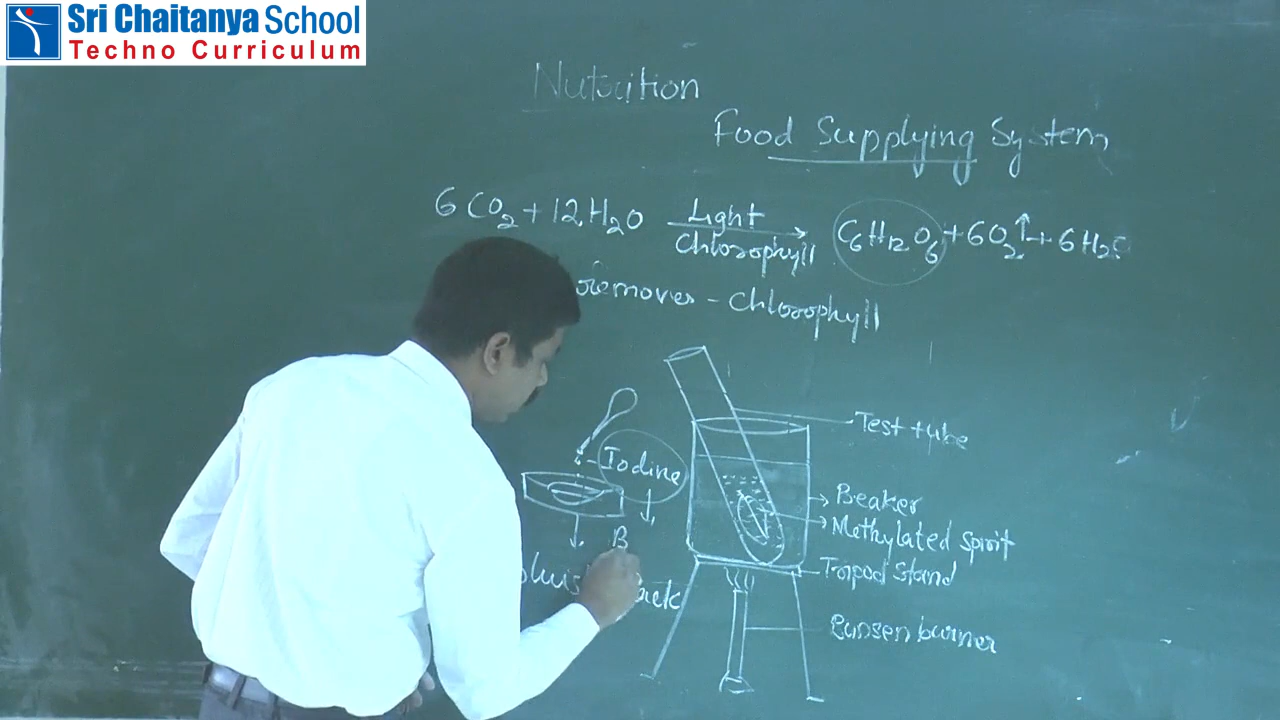 Sri Chaitanya School
Techno Curriculum
Nutrition
Food Supplying System
6 CO₂ + 12 H₂O Light Chlorophyll → C₆H₁₂O₆ + 6O₂↑ + 6H₂O
removes - chlorophyll
Test tube
Iodine
Beaker
Methylated spirit
B
Tripod Stand
Bunsen burner